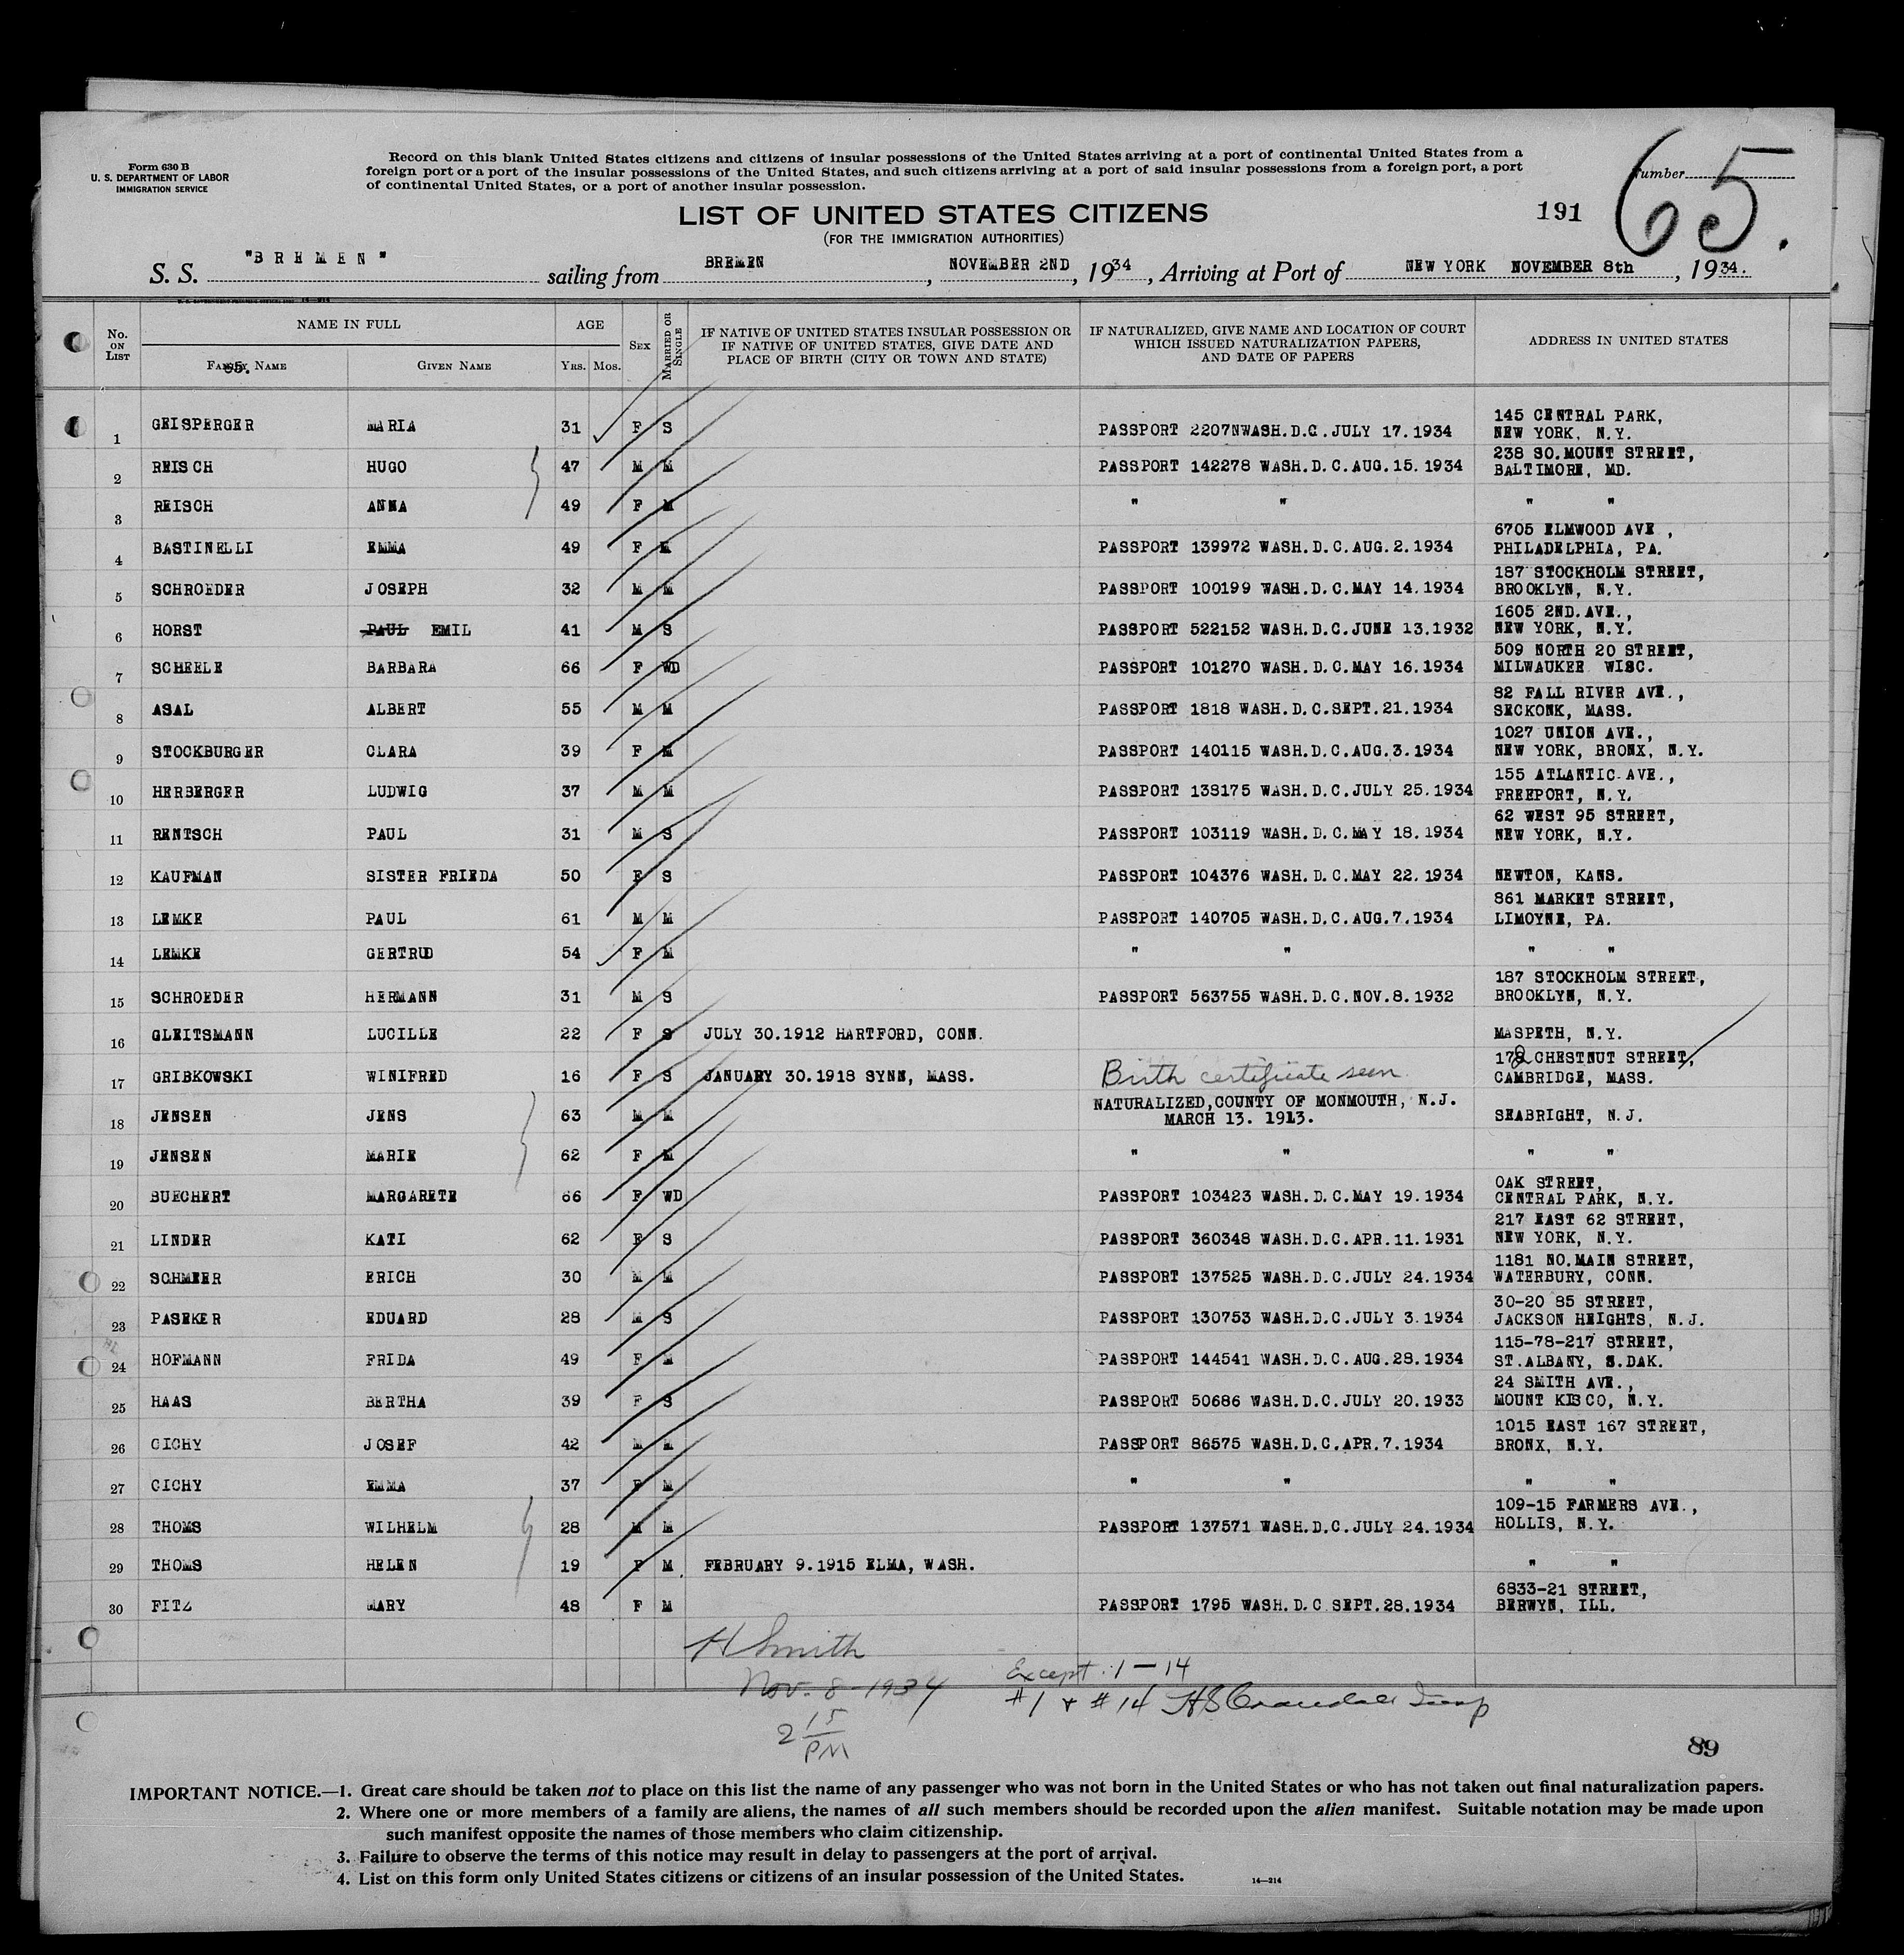 Form 630 B
U. S. DEPARTMENT OF LABOR
IMMIGRATION SERVICE
Record on this blank United States citizens and citizens of insular possessions of the United States arriving at a port of continental United States from a
foreign port or a port of the insular possessions of the United States, and such citizens arriving at a port of said insular possessions from a foreign port, a port
of continental United States, or a port of another insular possession.
Number 65.
LIST OF UNITED STATES CITIZENS
191
(FOR THE IMMIGRATION AUTHORITIES)
S. S. "BREMEN" sailing from BREMEN, NOVEMBER 2ND, 1934, Arriving at Port of NEW YORK NOVEMBER 8th, 1934.
No. ON LIST
NAME IN FULL
AGE
SEX
MARRIED OR SINGLE
IF NATIVE OF UNITED STATES INSULAR POSSESSION OR
IF NATIVE OF UNITED STATES, GIVE DATE AND
PLACE OF BIRTH (CITY OR TOWN AND STATE)
IF NATURALIZED, GIVE NAME AND LOCATION OF COURT
WHICH ISSUED NATURALIZATION PAPERS,
AND DATE OF PAPERS
ADDRESS IN UNITED STATES
FAMILY NAME GIVEN NAME YRS. MOS.
65.
1 GEISPERGER MARIA 31 F S PASSPORT 2207NWASH.D.C.JULY 17.1934 145 CENTRAL PARK,
NEW YORK, N.Y.
2 REISCH HUGO 47 M M PASSPORT 142278 WASH.D.C.AUG.15.1934 238 SO.MOUNT STREET,
BALTIMORE, MD.
3 REISCH ANNA 49 F M " " " "
4 BASTINELLI EMMA 49 F M PASSPORT 139972 WASH.D.C.AUG.2.1934 6705 ELMWOOD AVE ,
PHILADELPHIA, PA.
5 SCHROEDER JOSEPH 32 M M PASSPORT 100199 WASH.D.C.MAY 14.1934 187 STOCKHOLM STREET,
BROOKLYN, N.Y.
6 HORST PAUL EMIL 41 M S PASSPORT 522152 WASH.D.C.JUNE 13.1932 1605 2ND.AVE.,
NEW YORK, N.Y.
7 SCHEELE BARBARA 66 F WD PASSPORT 101270 WASH.D.C.MAY 16.1934 509 NORTH 20 STREET,
MILWAUKEE WISC.
8 ASAL ALBERT 55 M M PASSPORT 1818 WASH.D.C.SEPT.21.1934 82 FALL RIVER AVE.,
SECKONK, MASS.
9 STOCKBURGER CLARA 39 F M PASSPORT 140115 WASH.D.C.AUG.3.1934 1027 UNION AVE.,
NEW YORK, BRONX, N.Y.
10 HERBERGER LUDWIG 37 M M PASSPORT 138175 WASH.D.C.JULY 25.1934 155 ATLANTIC AVE.,
FREEPORT, N.Y.
11 RENTSCH PAUL 31 M S PASSPORT 103119 WASH.D.C.MAY 18.1934 62 WEST 95 STREET,
NEW YORK, N.Y.
12 KAUFMAN SISTER FRIEDA 50 F S PASSPORT 104376 WASH.D.C.MAY 22.1934 NEWTON, KANS.
13 LEMKE PAUL 61 M M PASSPORT 140705 WASH.D.C.AUG.7.1934 861 MARKET STREET,
LIMOYNE, PA.
14 LEMKE GERTRUD 54 F M " " " "
15 SCHROEDER HERMANN 31 M S PASSPORT 563755 WASH.D.C.NOV.8.1932 187 STOCKHOLM STREET,
BROOKLYN, N.Y.
16 GLEITSMANN LUCILLE 22 F S JULY 30.1912 HARTFORD, CONN. MASPETH, N.Y.
17 GRIBKOWSKI WINIFRED 16 F S JANUARY 30.1918 SYNN, MASS. Birth certificate seen 178 CHESTNUT STREET,
CAMBRIDGE, MASS.
18 JENSEN JENS 63 M M NATURALIZED,COUNTY OF MONMOUTH, N.J.
MARCH 13. 1913. SEABRIGHT, N.J.
19 JENSEN MARIE 62 F M " " " "
20 BUECHERT MARGARETE 66 F WD PASSPORT 103423 WASH.D.C.MAY 19.1934 OAK STREET,
CENTRAL PARK, N.Y.
21 LINDER KATI 62 F S PASSPORT 360348 WASH.D.C.APR.11.1931 217 EAST 62 STREET,
NEW YORK, N.Y.
22 SCHMEER ERICH 30 M M PASSPORT 137525 WASH.D.C.JULY 24.1934 1181 NO.MAIN STREET,
WATERBURY, CONN.
23 PASEKER EDUARD 28 M S PASSPORT 130753 WASH.D.C.JULY 3.1934 30-20 85 STREET,
JACKSON HEIGHTS, N.J.
24 HOFMANN FRIDA 49 F M PASSPORT 144541 WASH.D.C.AUG.28.1934 115-78-217 STREET,
ST.ALBANY, S.DAK.
25 HAAS BERTHA 39 F S PASSPORT 50686 WASH.D.C.JULY 20.1933 24 SMITH AVE.,
MOUNT KISCO, N.Y.
26 CICHY JOSEF 42 M M PASSPORT 86575 WASH.D.C.APR.7.1934 1015 EAST 167 STREET,
BRONX, N.Y.
27 CICHY EMMA 37 F M " " " "
28 THOMS WILHELM 28 M M PASSPORT 137571 WASH.D.C.JULY 24.1934 109-15 FARMERS AVE.,
HOLLIS, N.Y.
29 THOMS HELEN 19 F M FEBRUARY 9.1915 ELMA, WASH. " "
30 FITZ MARY 48 F M PASSPORT 1795 WASH.D.C.SEPT.28.1934 6833-21 STREET,
BERWYN, ILL.
H Smith
Nov. 8-1934
2 15 PM
Except 1-14
#1 & #14 HS Crandall Insp
89
IMPORTANT NOTICE.—1. Great care should be taken not to place on this list the name of any passenger who was not born in the United States or who has not taken out final naturalization papers.
2. Where one or more members of a family are aliens, the names of all such members should be recorded upon the alien manifest. Suitable notation may be made upon
such manifest opposite the names of those members who claim citizenship.
3. Failure to observe the terms of this notice may result in delay to passengers at the port of arrival.
4. List on this form only United States citizens or citizens of an insular possession of the United States.
14—214